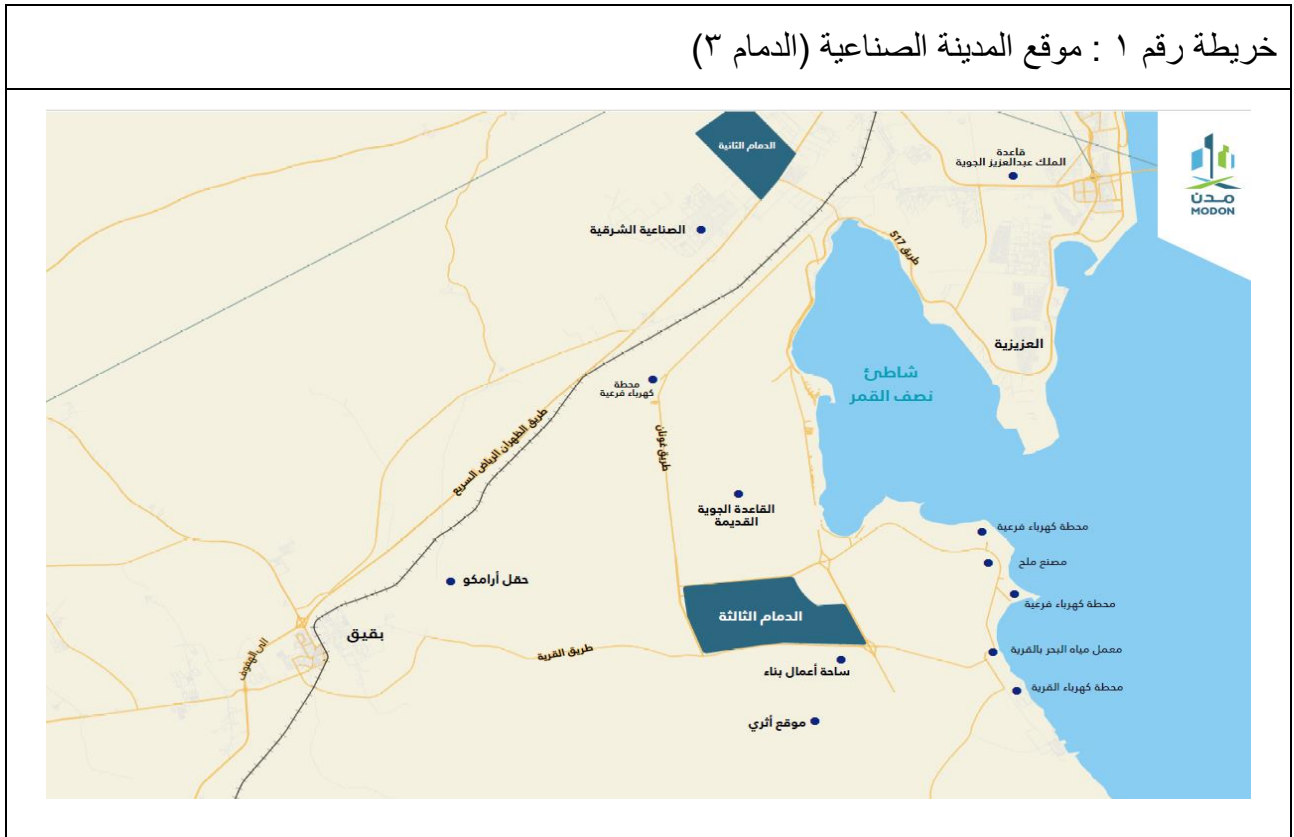 خريطة رقم ١ : موقع المدينة الصناعية (الدمام ٣)
الدمام الثانية
قاعدة
الملك عبدالعزيز الجوية
مدن
MODON
الصناعية الشرقية
طريق 517
العزيزية
شاطئ
نصف القمر
محطة
كهرباء فرعية
طريق الظهران الرياض السريع
طريق غونان
القاعدة الجوية
القديمة
محطة كهرباء فرعية
مصنع ملح
حقل أرامكو
محطة كهرباء فرعية
الدمام الثالثة
بقيق
الى الهفوف
طريق القرية
معمل مياه البحر بالقرية
ساحة أعمال بناء
محطة كهرباء القرية
موقع أثري